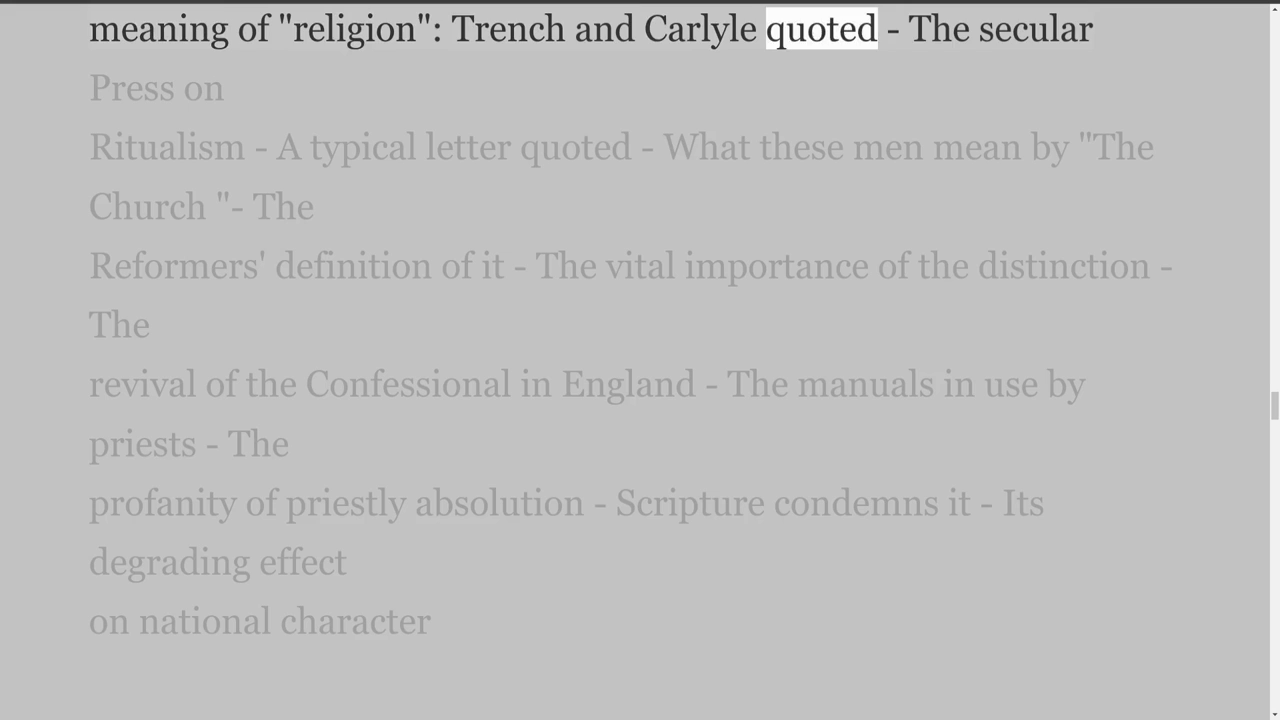 meaning of "religion": Trench and Carlyle quoted - The secular
Press on
Ritualism - A typical letter quoted - What these men mean by "The
Church "- The
Reformers' definition of it - The vital importance of the distinction -
The
revival of the Confessional in England - The manuals in use by
priests - The
profanity of priestly absolution - Scripture condemns it - Its
degrading effect
on national character